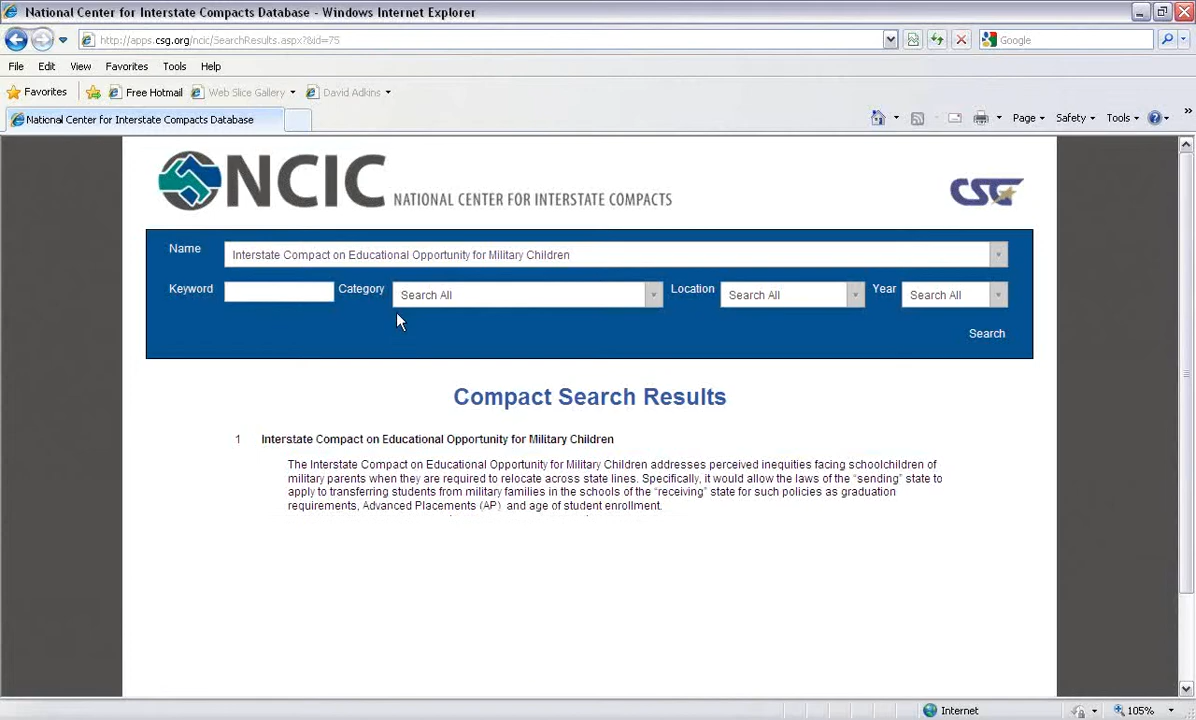 National Center for Interstate Compacts Database - Windows Internet Explorer
http://apps.csg.org/ncic/SearchResults.aspx?&id=75
Google
File Edit View Favorites Tools Help
Favorites Free Hotmail Web Slice Gallery David Adkins
National Center for Interstate Compacts Database
Page Safety Tools »
NCIC NATIONAL CENTER FOR INTERSTATE COMPACTS
CSG
Name Interstate Compact on Educational Opportunity for Military Children
Keyword Category Search All Location Search All Year Search All
Search
Compact Search Results
1 Interstate Compact on Educational Opportunity for Military Children
The Interstate Compact on Educational Opportunity for Military Children addresses perceived inequities facing schoolchildren of
military parents when they are required to relocate across state lines. Specifically, it would allow the laws of the “sending” state to
apply to transferring students from military families in the schools of the “receiving” state for such policies as graduation
requirements, Advanced Placements (AP) and age of student enrollment.
Internet 105%